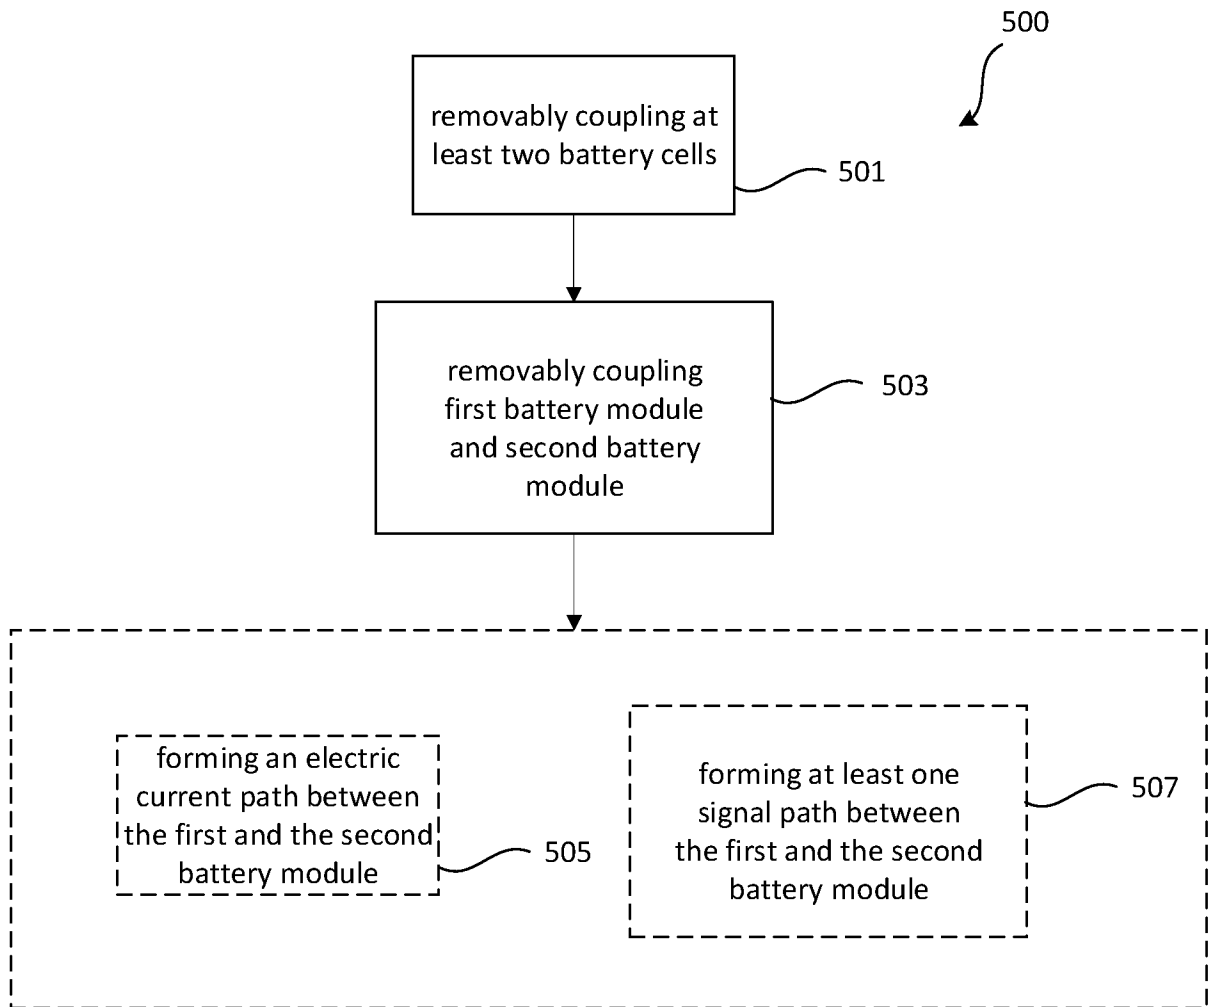 500
removably coupling at
least two battery cells
501
removably coupling
first battery module
and second battery
module
503
forming an electric
current path between
the first and the second
battery module
505
forming at least one
signal path between
the first and the second
battery module
507